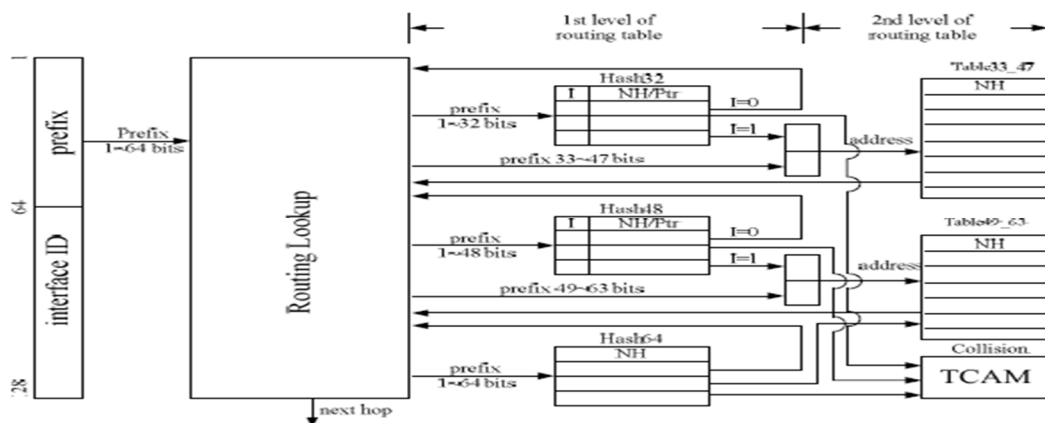 1st level of
routing table
2nd level of
routing table
1
prefix
64
interface ID
128
Prefix
1~64 bits
Routing Lookup
next hop
Hash32
I NH/Ptr
prefix
1~32 bits
I=0
I=1
prefix 33~47 bits
address
Table33_47
NH
Hash48
I NH/Ptr
prefix
1~48 bits
I=0
I=1
prefix 49~63 bits
address
Table49_63
NH
Hash64
NH
prefix
1~64 bits
Collision
TCAM